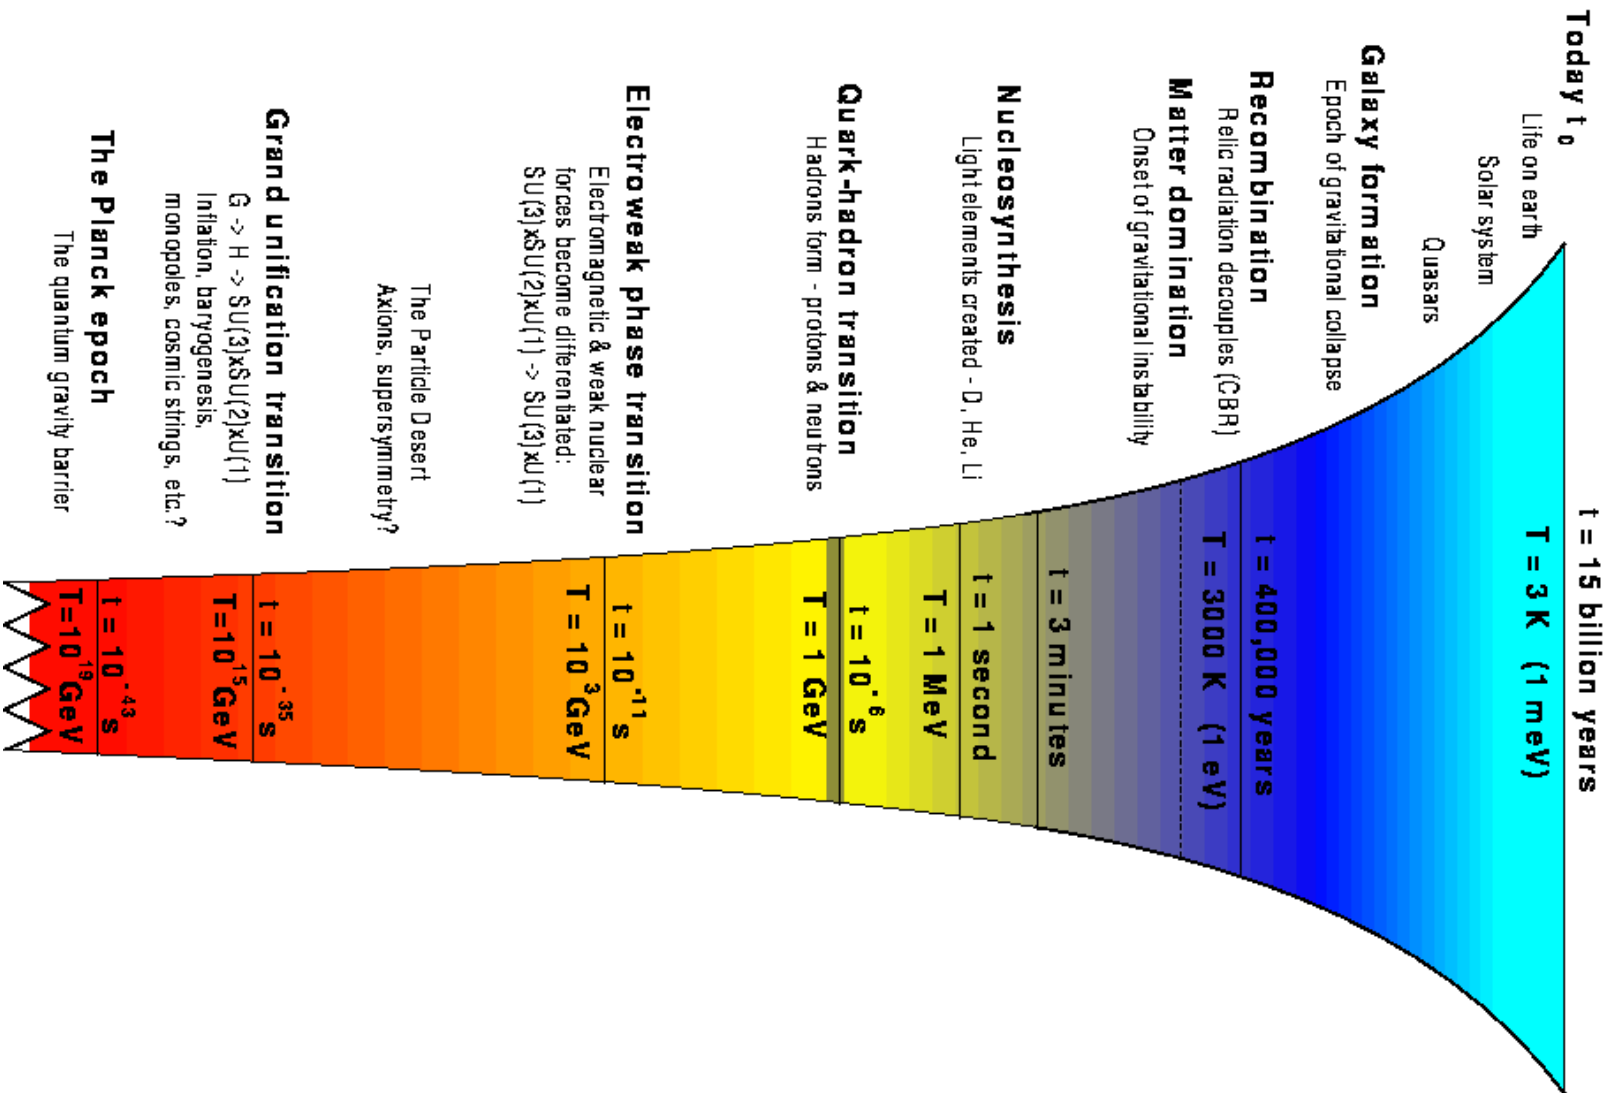 Today t0
t = 15 billion years
Life on earth
T = 3 K (1 meV)
Solar system
Quasars
Galaxy formation
Epoch of gravitational collapse
Recombination
t = 400,000 years
Relic radiation decouples (CBR)
T = 3000 K (1 eV)
Matter domination
Onset of gravitational instability
t = 3 minutes
Nucleosynthesis
t = 1 second
Light elements created - D, He, Li
T = 1 MeV
Quark-hadron transition
t = 10^-6 s
Hadrons form - protons & neutrons
T = 1 GeV
Electroweak phase transition
t = 10^-11 s
Electromagnetic & weak nuclear
forces become differentiated:
T = 10^3 GeV
SU(3)xSU(2)xU(1) -> SU(3)xU(1)
The Particle Desert
Axions, supersymmetry?
Grand unification transition
t = 10^-35 s
G -> H -> SU(3)xSU(2)xU(1)
T=10^15 GeV
Inflation, baryogenesis,
monopoles, cosmic strings, etc.?
The Planck epoch
t = 10^-43 s
The quantum gravity barrier
T=10^19 GeV